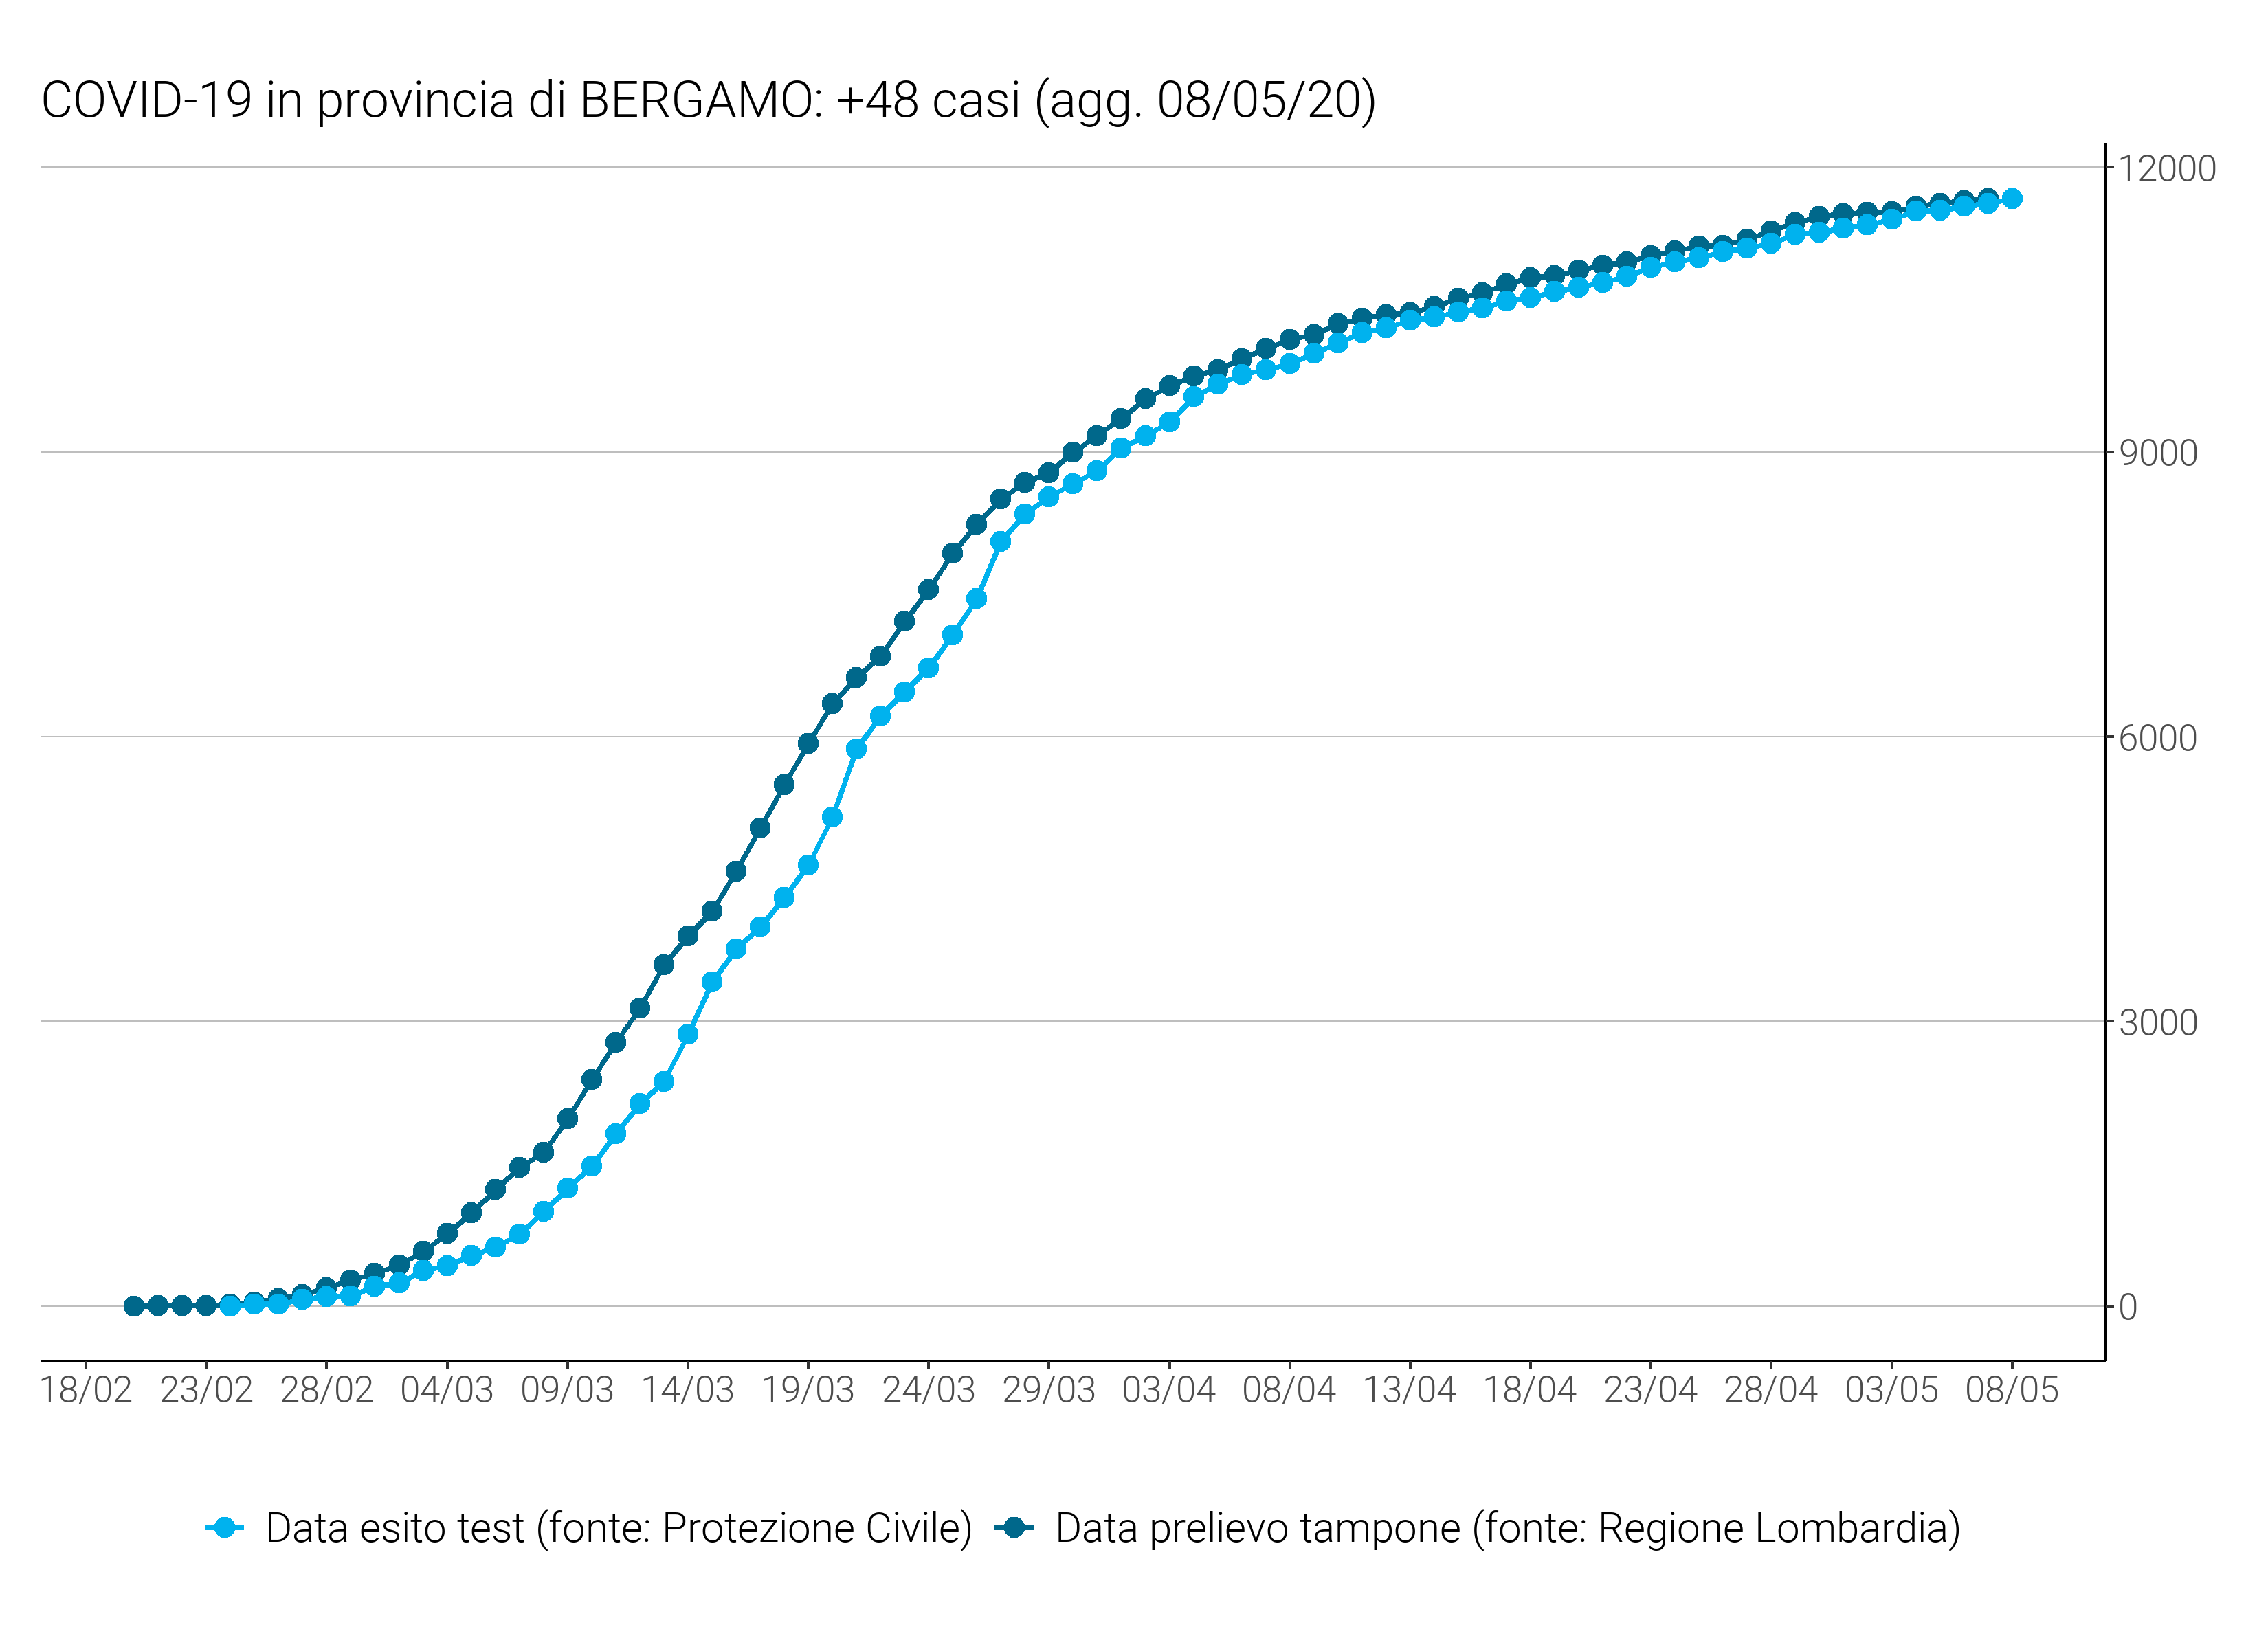 COVID-19 in provincia di BERGAMO: +48 casi (agg. 08/05/20)
12000
9000
6000
3000
0
18/02 23/02 28/02 04/03 09/03 14/03 19/03 24/03 29/03 03/04 08/04 13/04 18/04 23/04 28/04 03/05 08/05
Data esito test (fonte: Protezione Civile) Data prelievo tampone (fonte: Regione Lombardia)